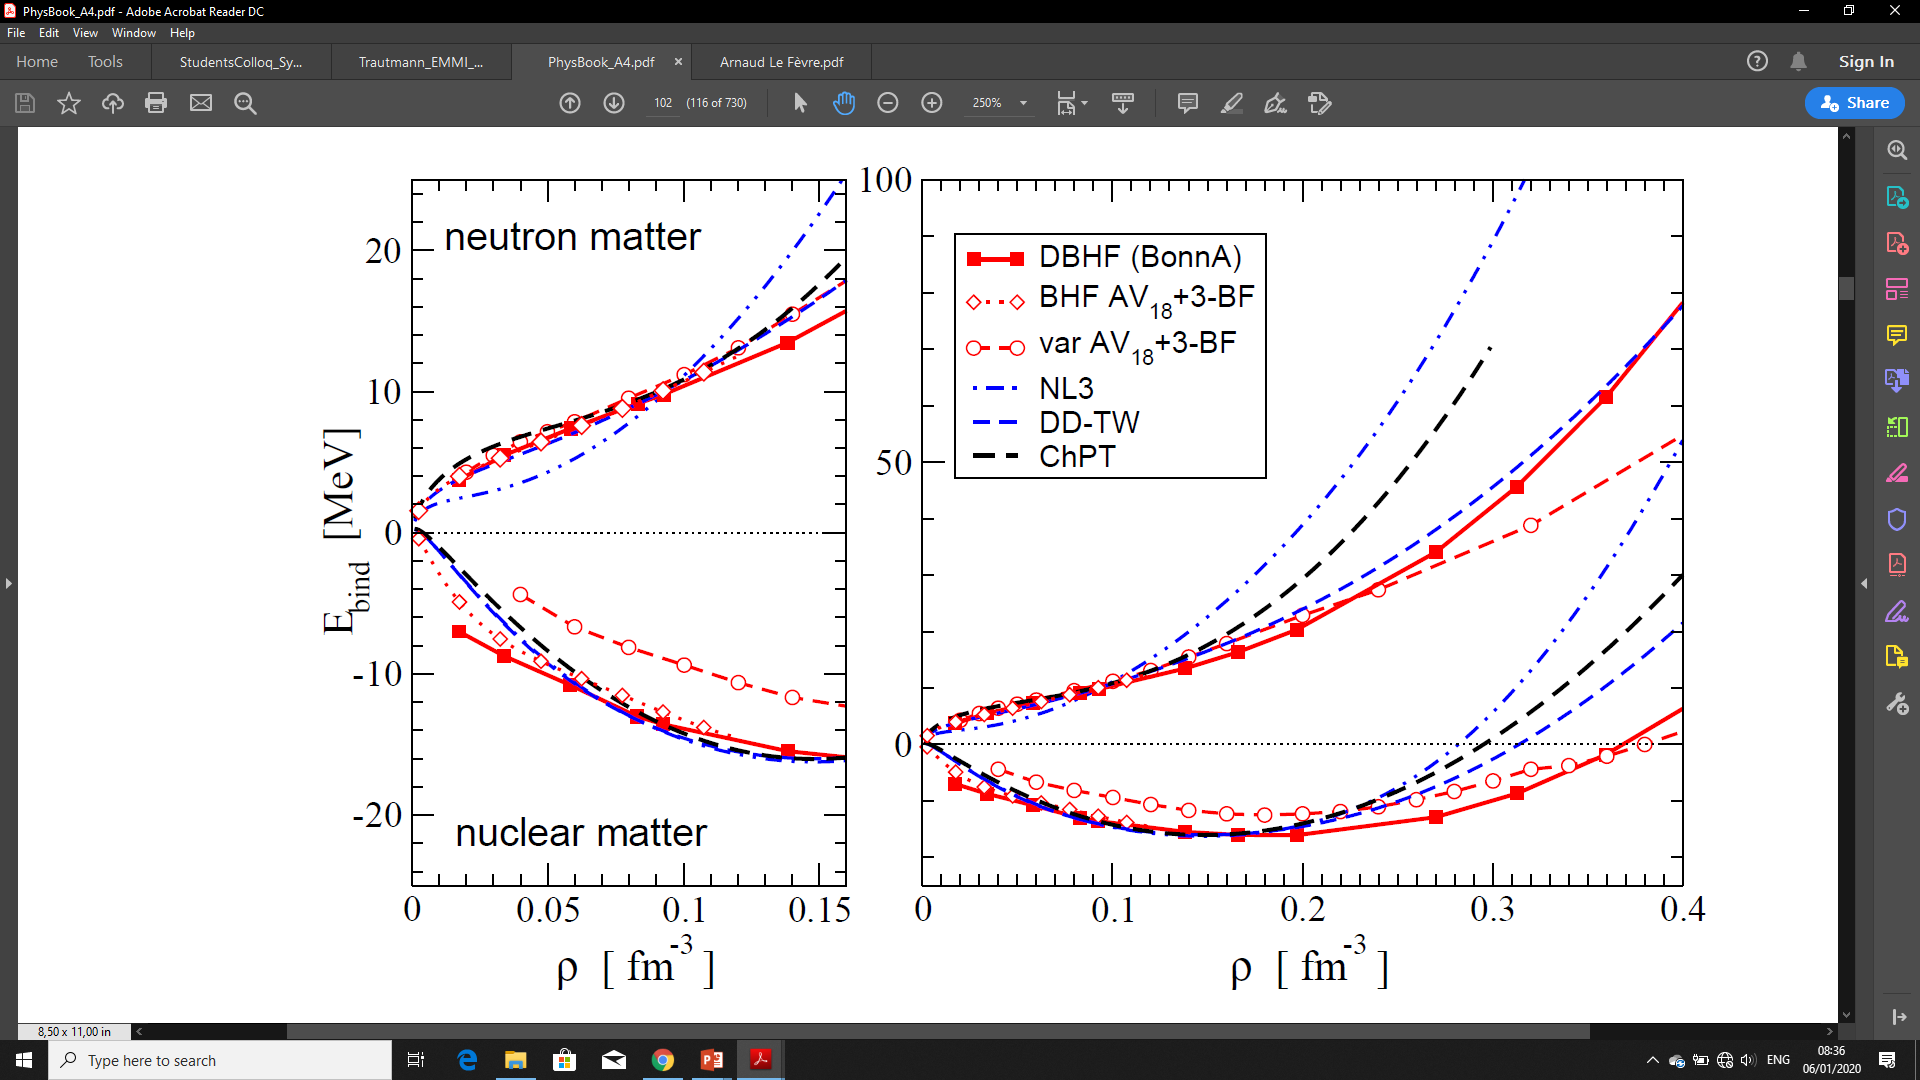 PhysBook_A4.pdf - Adobe Acrobat Reader DC
File Edit View Window Help
Home Tools StudentsColloq_Sy... Trautmann_EMMI_... PhysBook_A4.pdf × Arnaud Le Fèvre.pdf Sign In
102 (116 of 730) 250% Share
neutron matter
nuclear matter
20
10
0
-10
-20
E_bind [MeV]
0 0.05 0.1 0.15
ρ [ fm^-3 ]
100
50
0
DBHF (BonnA)
BHF AV_18+3-BF
var AV_18+3-BF
NL3
DD-TW
ChPT
0 0.1 0.2 0.3 0.4
ρ [ fm^-3 ]
8,50 x 11,00 in
Type here to search
ENG
08:36
06/01/2020